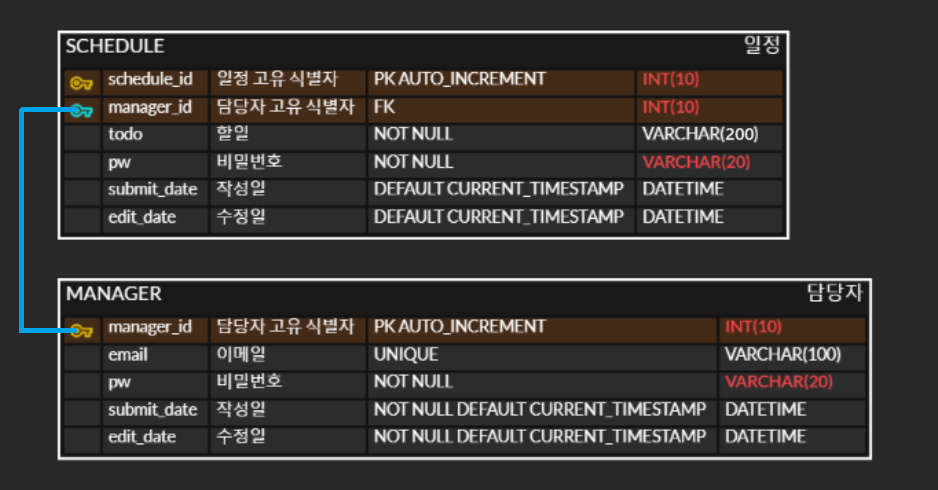 SCHEDULE 일정
schedule_id 일정 고유 식별자 PK AUTO_INCREMENT INT(10)
manager_id 담당자 고유 식별자 FK INT(10)
todo 할일 NOT NULL VARCHAR(200)
pw 비밀번호 NOT NULL VARCHAR(20)
submit_date 작성일 DEFAULT CURRENT_TIMESTAMP DATETIME
edit_date 수정일 DEFAULT CURRENT_TIMESTAMP DATETIME
MANAGER 담당자
manager_id 담당자 고유 식별자 PK AUTO_INCREMENT INT(10)
email 이메일 UNIQUE VARCHAR(100)
pw 비밀번호 NOT NULL VARCHAR(20)
submit_date 작성일 NOT NULL DEFAULT CURRENT_TIMESTAMP DATETIME
edit_date 수정일 NOT NULL DEFAULT CURRENT_TIMESTAMP DATETIME